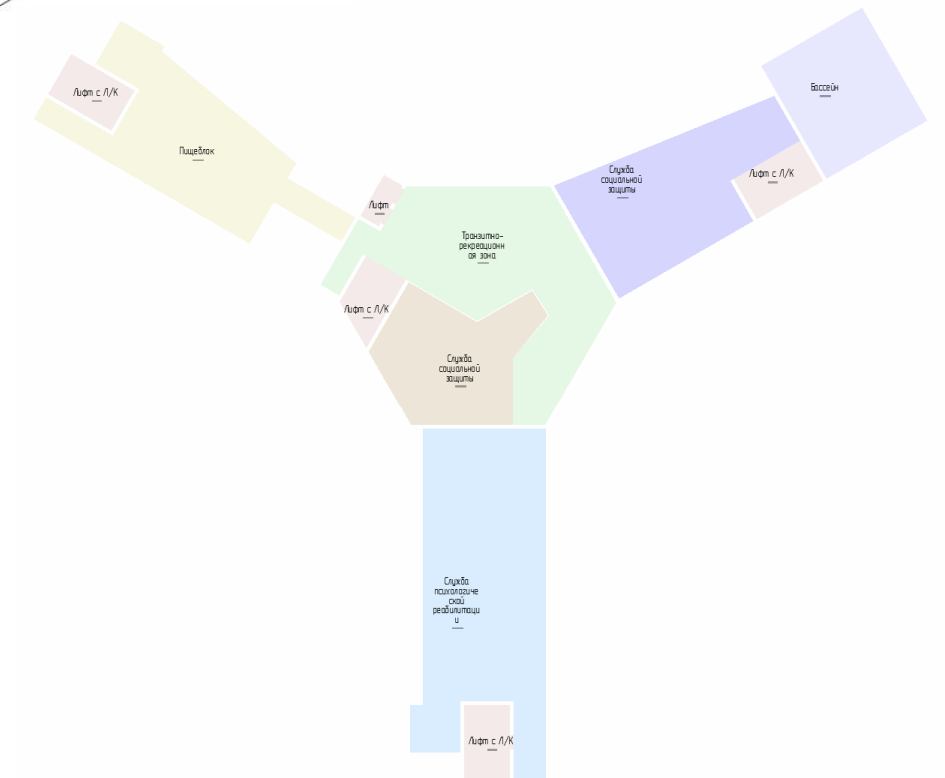 Бассейн
Лифт с Л/К
Пищеблок
Служба
социальной
защиты
Лифт с Л/К
Лифт
Транзитно-
рекреационн
ая зона
Лифт с Л/К
Служба
социальной
защиты
Служба
психологиче
ской
реабилитаци
и
Лифт с Л/К